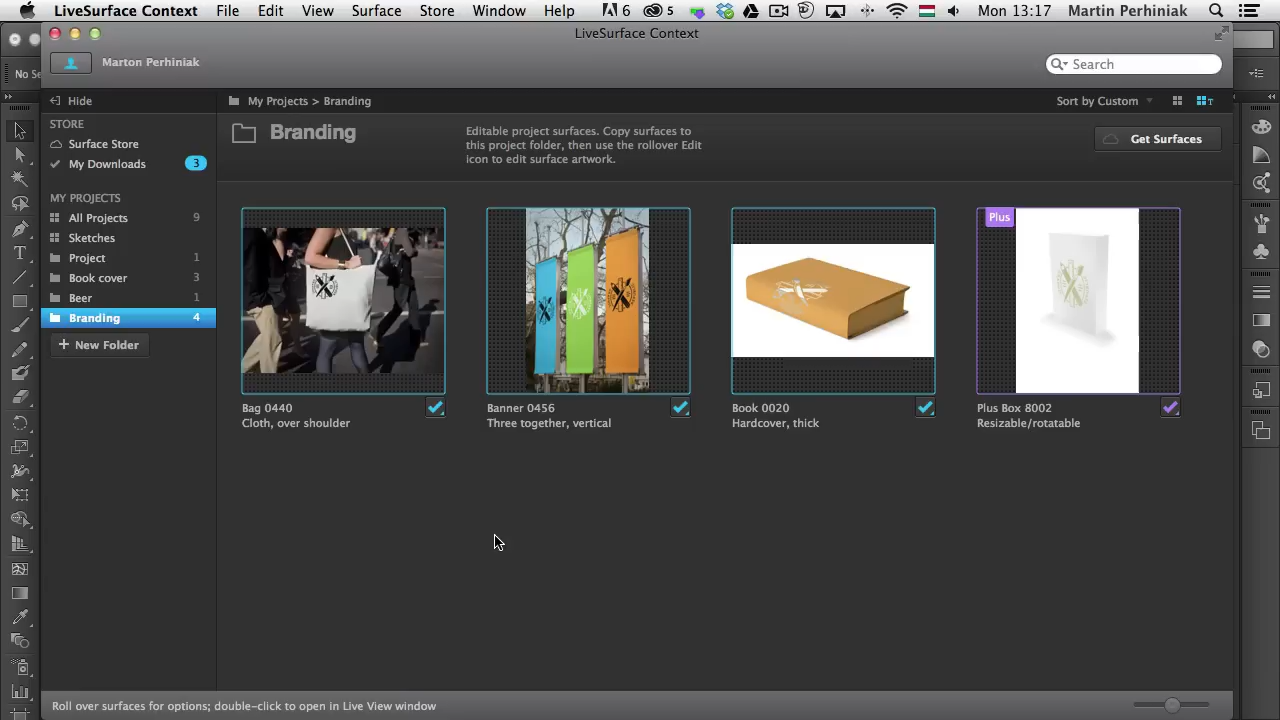 LiveSurface Context File Edit View Surface Store Window Help 6 5 Mon 13:17 Martin Perhiniak
LiveSurface Context
No Se
Marton Perhiniak
Search
Hide
My Projects > Branding
Sort by Custom
STORE
Surface Store
My Downloads 3
MY PROJECTS
All Projects 9
Sketches
Project 1
Book cover 3
Beer 1
Branding 4
+ New Folder
Branding
Editable project surfaces. Copy surfaces to
this project folder, then use the rollover Edit
icon to edit surface artwork.
Get Surfaces
Plus
Bag 0440
Cloth, over shoulder
Banner 0456
Three together, vertical
Book 0020
Hardcover, thick
Plus Box 8002
Resizable/rotatable
Roll over surfaces for options; double-click to open in Live View window